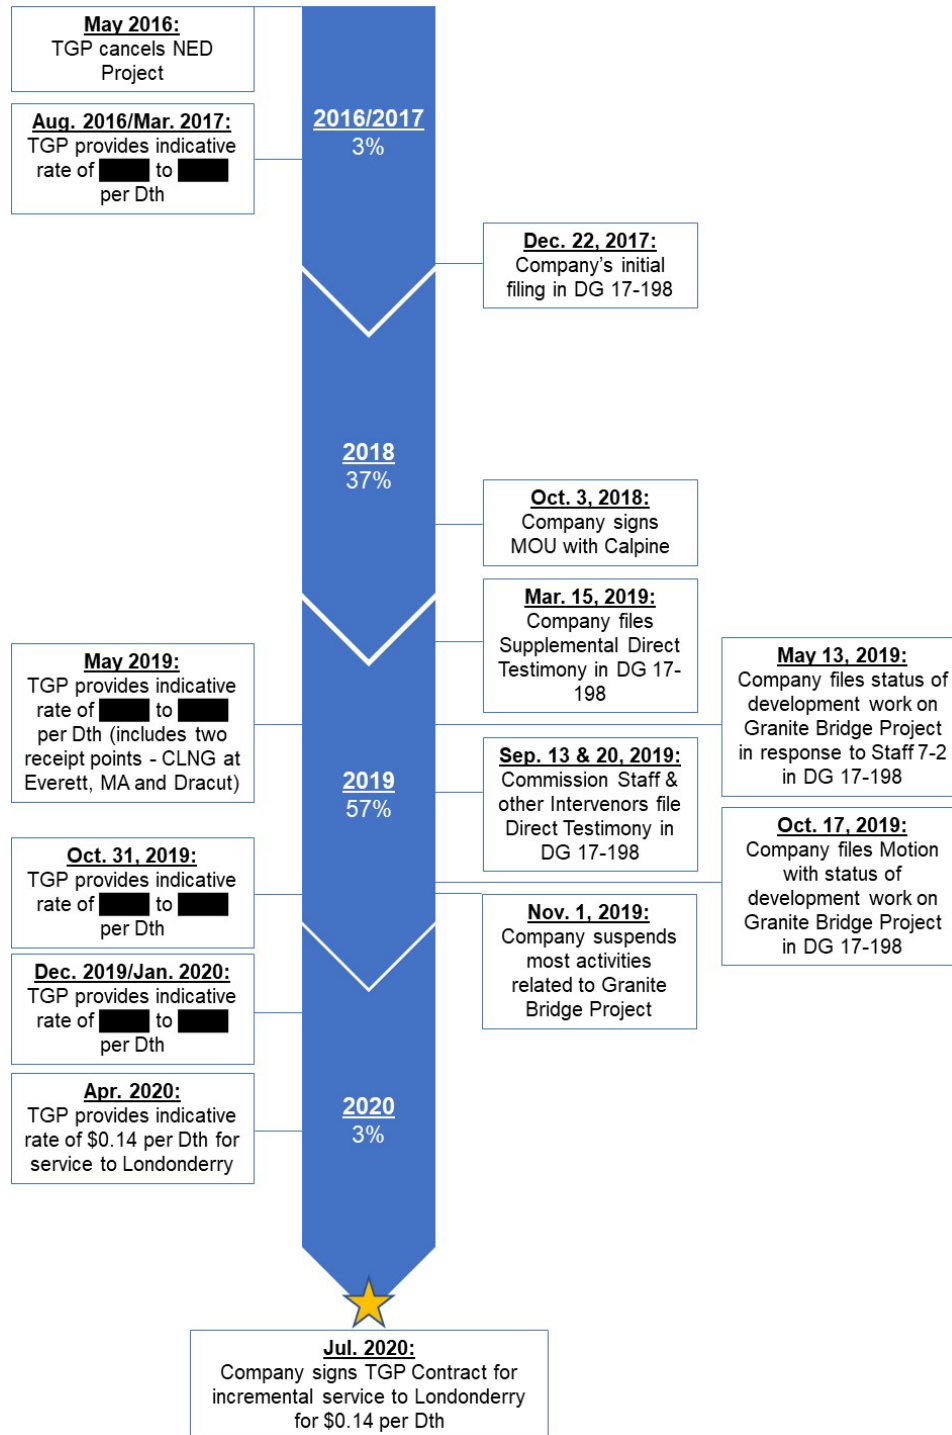 May 2016:
TGP cancels NED
Project
Aug. 2016/Mar. 2017:
TGP provides indicative
rate of to
per Dth
2016/2017
3%
Dec. 22, 2017:
Company's initial
filing in DG 17-198
2018
37%
Oct. 3, 2018:
Company signs
MOU with Calpine
Mar. 15, 2019:
Company files
Supplemental Direct
Testimony in DG 17-
198
May 2019:
TGP provides indicative
rate of to
per Dth (includes two
receipt points - CLNG at
Everett, MA and Dracut)
May 13, 2019:
Company files status of
development work on
Granite Bridge Project
in response to Staff 7-2
in DG 17-198
2019
57%
Sep. 13 & 20, 2019:
Commission Staff &
other Intervenors file
Direct Testimony in
DG 17-198
Oct. 17, 2019:
Company files Motion
with status of
development work on
Granite Bridge Project
in DG 17-198
Oct. 31, 2019:
TGP provides indicative
rate of to
per Dth
Nov. 1, 2019:
Company suspends
most activities
related to Granite
Bridge Project
Dec. 2019/Jan. 2020:
TGP provides indicative
rate of to
per Dth
Apr. 2020:
TGP provides indicative
rate of $0.14 per Dth for
service to Londonderry
2020
3%
Jul. 2020:
Company signs TGP Contract for
incremental service to Londonderry
for $0.14 per Dth